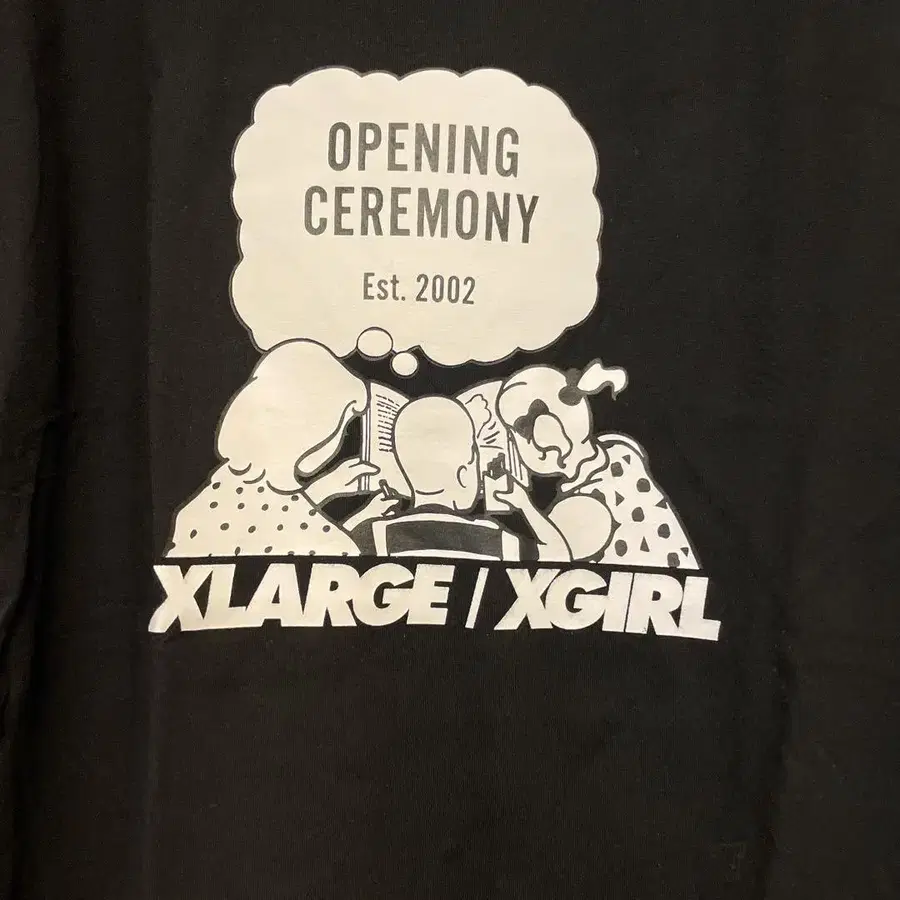 OPENING
CEREMONY
Est. 2002
XLARGE / XGIRL